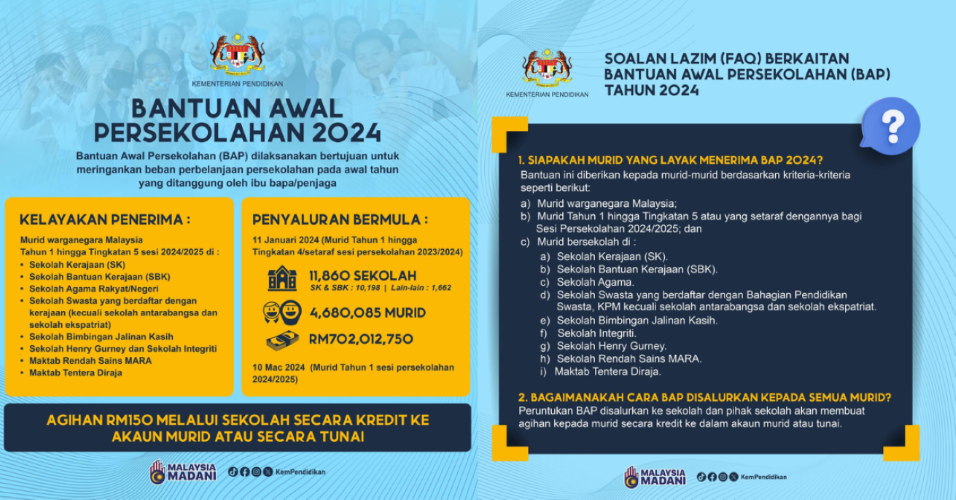 KEMENTERIAN PENDIDIKAN
BANTUAN AWAL
PERSEKOLAHAN 2024
Bantuan Awal Persekolahan (BAP) dilaksanakan bertujuan untuk
meringankan beban perbelanjaan persekolahan pada awal tahun
yang ditanggung oleh ibu bapa/penjaga
KELAYAKAN PENERIMA :
Murid warganegara Malaysia
Tahun 1 hingga Tingkatan 5 sesi 2024/2025 di :
• Sekolah Kerajaan (SK)
• Sekolah Bantuan Kerajaan (SBK)
• Sekolah Agama Rakyat/Negeri
• Sekolah Swasta yang berdaftar dengan
kerajaan (kecuali sekolah antarabangsa dan
sekolah ekspatriat)
• Sekolah Bimbingan Jalinan Kasih
• Sekolah Henry Gurney dan Sekolah Integriti
• Maktab Rendah Sains MARA
• Maktab Tentera Diraja
PENYALURAN BERMULA :
11 Januari 2024 (Murid Tahun 1 hingga
Tingkatan 4/setaraf sesi persekolahan 2023/2024)
11,860 SEKOLAH
SK & SBK : 10,198 | Lain-lain : 1,662
4,680,085 MURID
RM702,012,750
10 Mac 2024 (Murid Tahun 1 sesi persekolahan
2024/2025)
AGIHAN RM150 MELALUI SEKOLAH SECARA KREDIT KE
AKAUN MURID ATAU SECARA TUNAI
MALAYSIA
MADANI
KemPendidikan
KEMENTERIAN PENDIDIKAN
SOALAN LAZIM (FAQ) BERKAITAN
BANTUAN AWAL PERSEKOLAHAN (BAP)
TAHUN 2024
?
1. SIAPAKAH MURID YANG LAYAK MENERIMA BAP 2024?
Bantuan ini diberikan kepada murid-murid berdasarkan kriteria-kriteria
seperti berikut:
a) Murid warganegara Malaysia;
b) Murid Tahun 1 hingga Tingkatan 5 atau yang setaraf dengannya bagi
Sesi Persekolahan 2024/2025; dan
c) Murid bersekolah di :
a) Sekolah Kerajaan (SK).
b) Sekolah Bantuan Kerajaan (SBK).
c) Sekolah Agama.
d) Sekolah Swasta yang berdaftar dengan Bahagian Pendidikan
Swasta, KPM kecuali sekolah antarabangsa dan sekolah ekspatriat.
e) Sekolah Bimbingan Jalinan Kasih.
f) Sekolah Integriti.
g) Sekolah Henry Gurney.
h) Sekolah Rendah Sains MARA.
i) Maktab Tentera Diraja.
2. BAGAIMANAKAH CARA BAP DISALURKAN KEPADA SEMUA MURID?
Peruntukan BAP disalurkan ke sekolah dan pihak sekolah akan membuat
agihan kepada murid secara kredit ke dalam akaun murid atau tunai.
MALAYSIA
MADANI
KemPendidikan